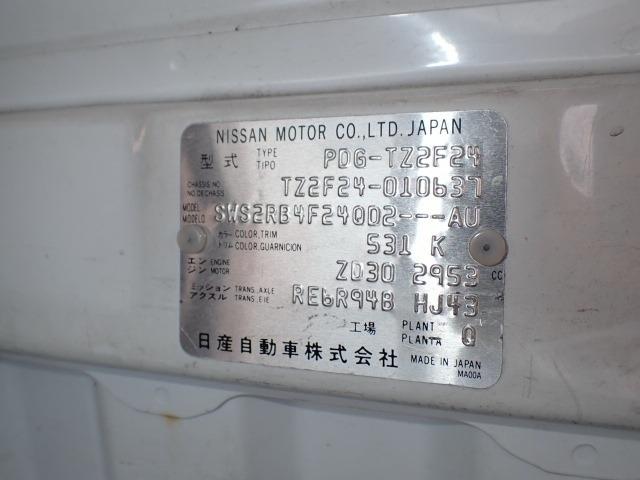 NISSAN MOTOR CO.,LTD. JAPAN
型式 TYPE TIPO PDG-TZ2F24
CHASSIS NO NO.DECHASIS TZ2F24-010637
MODEL MODELO SWS2RB4F24Q02---AU
カラー COLOR,TRIM トリム COLOR,GUARNICION 531 K
エンジン ENGINE MOTOR ZD30 2953 CC
ミッション TRANS.AXLE アクスル TRANS.EJE RE6R94B HJ43
工場 PLANT PLANTA Q
日産自動車株式会社 MADE IN JAPAN
MA00A